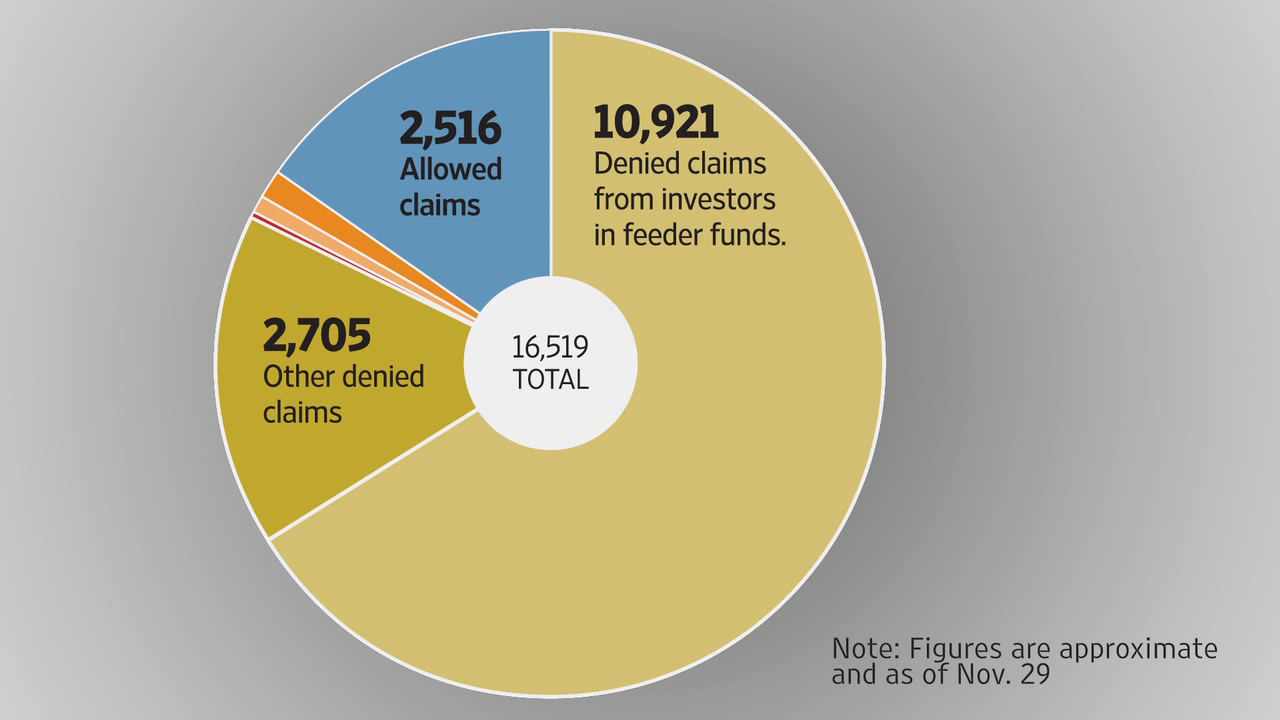 2,516
Allowed
claims
10,921
Denied claims
from investors
in feeder funds.
2,705
Other denied
claims
16,519
TOTAL
Note: Figures are approximate
and as of Nov. 29